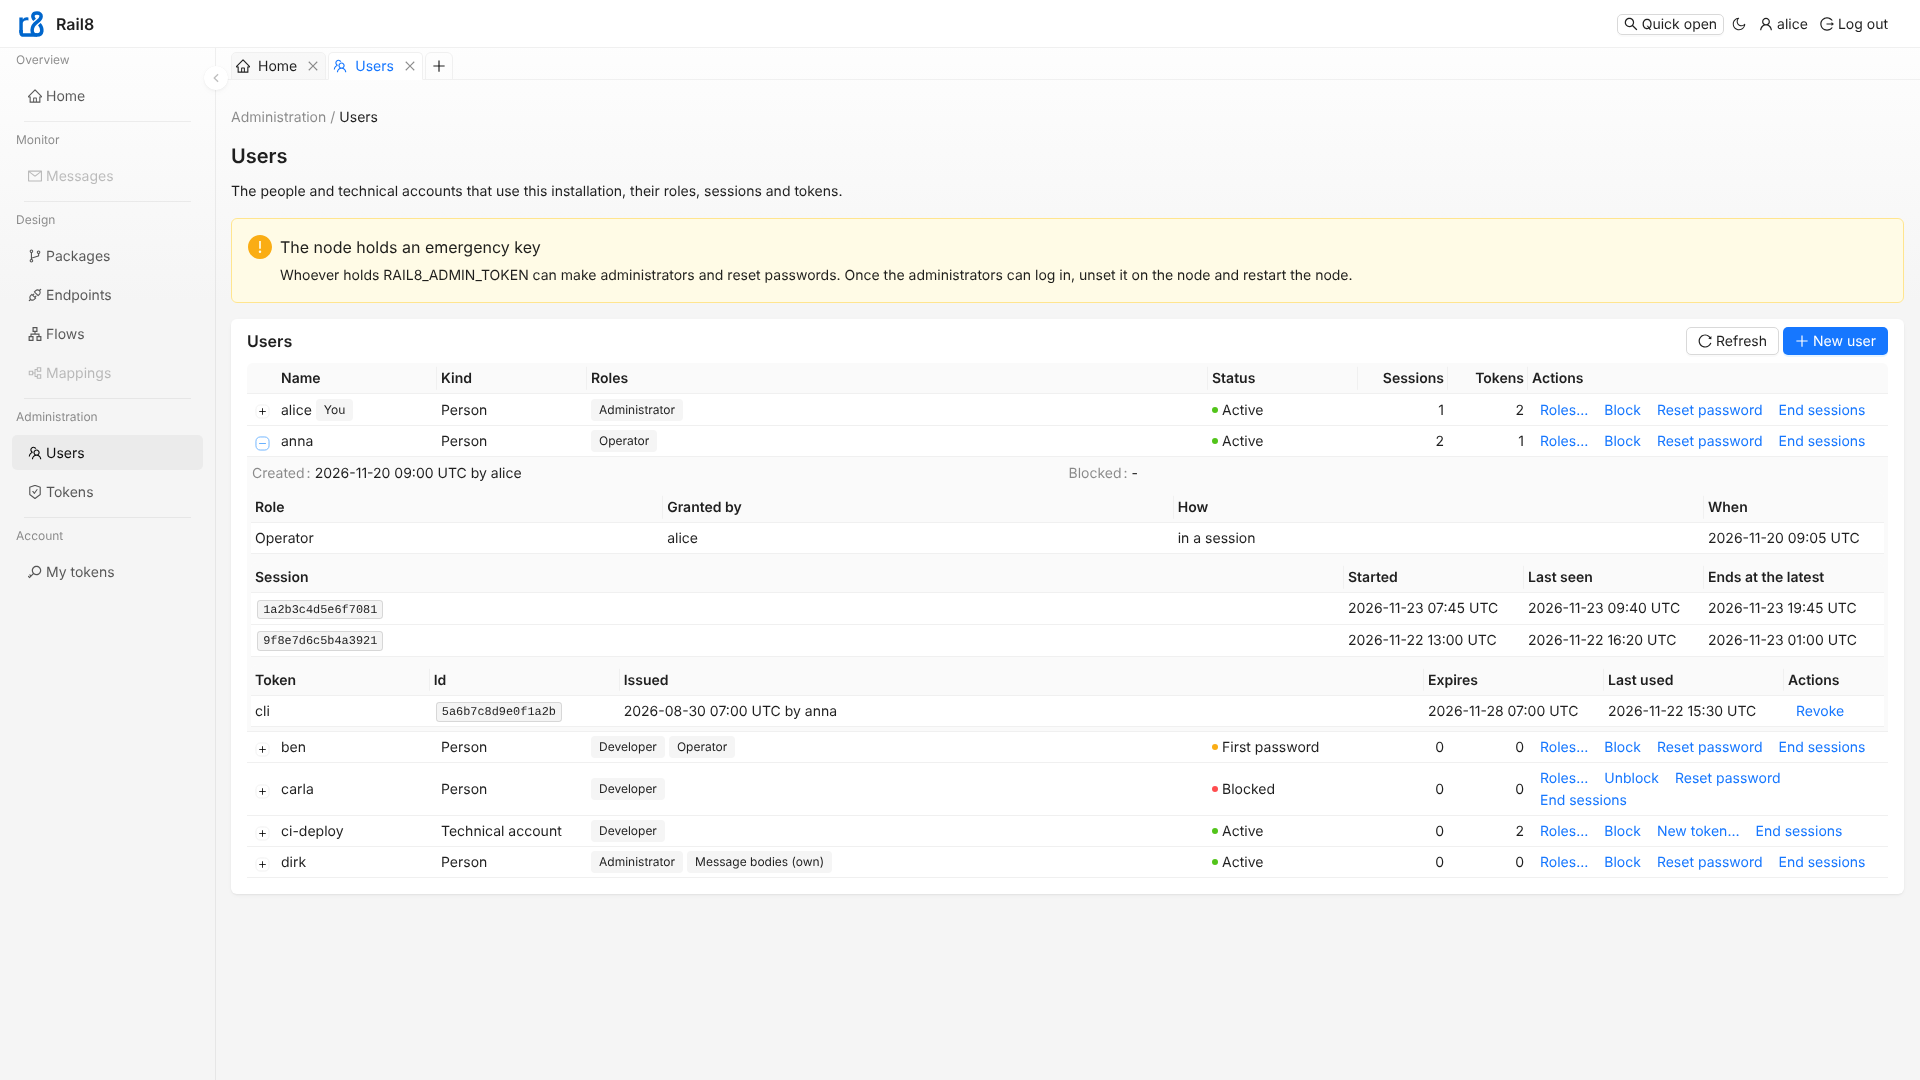 Rail8
Quick open alice Log out
Overview
Home
Monitor
Messages
Design
Packages
Endpoints
Flows
Mappings
Administration
Users
Tokens
Account
My tokens
Home Users
Administration / Users
Users
The people and technical accounts that use this installation, their roles, sessions and tokens.
The node holds an emergency key
Whoever holds RAIL8_ADMIN_TOKEN can make administrators and reset passwords. Once the administrators can log in, unset it on the node and restart the node.
Users Refresh New user
Name Kind Roles Status Sessions Tokens Actions
alice You Person Administrator Active 1 2 Roles... Block Reset password End sessions
anna Person Operator Active 2 1 Roles... Block Reset password End sessions
Created: 2026-11-20 09:00 UTC by alice Blocked: -
Role Granted by How When
Operator alice in a session 2026-11-20 09:05 UTC
Session Started Last seen Ends at the latest
1a2b3c4d5e6f7081 2026-11-23 07:45 UTC 2026-11-23 09:40 UTC 2026-11-23 19:45 UTC
9f8e7d6c5b4a3921 2026-11-22 13:00 UTC 2026-11-22 16:20 UTC 2026-11-23 01:00 UTC
Token Id Issued Expires Last used Actions
cli 5a6b7c8d9e0f1a2b 2026-08-30 07:00 UTC by anna 2026-11-28 07:00 UTC 2026-11-22 15:30 UTC Revoke
ben Person Developer Operator First password 0 0 Roles... Block Reset password End sessions
carla Person Developer Blocked 0 0 Roles... Unblock Reset password
End sessions
ci-deploy Technical account Developer Active 0 2 Roles... Block New token... End sessions
dirk Person Administrator Message bodies (own) Active 0 0 Roles... Block Reset password End sessions